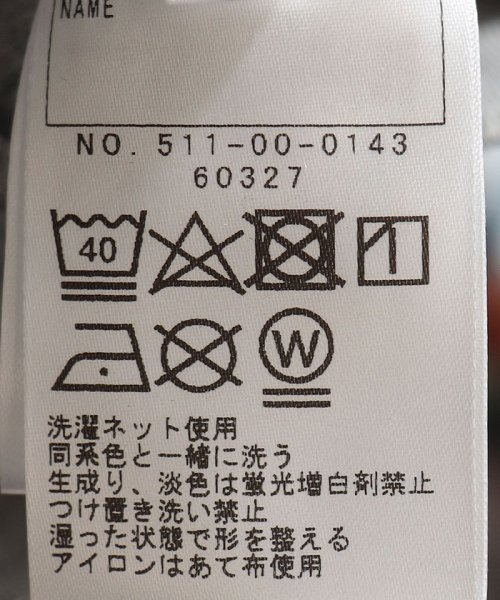 NAME
NO. 511-00-0143
60327
40
W
洗濯ネット使用
同系色と一緒に洗う
生成り、淡色は蛍光増白剤禁止
つけ置き洗い禁止
湿った状態で形を整える
アイロンはあて布使用